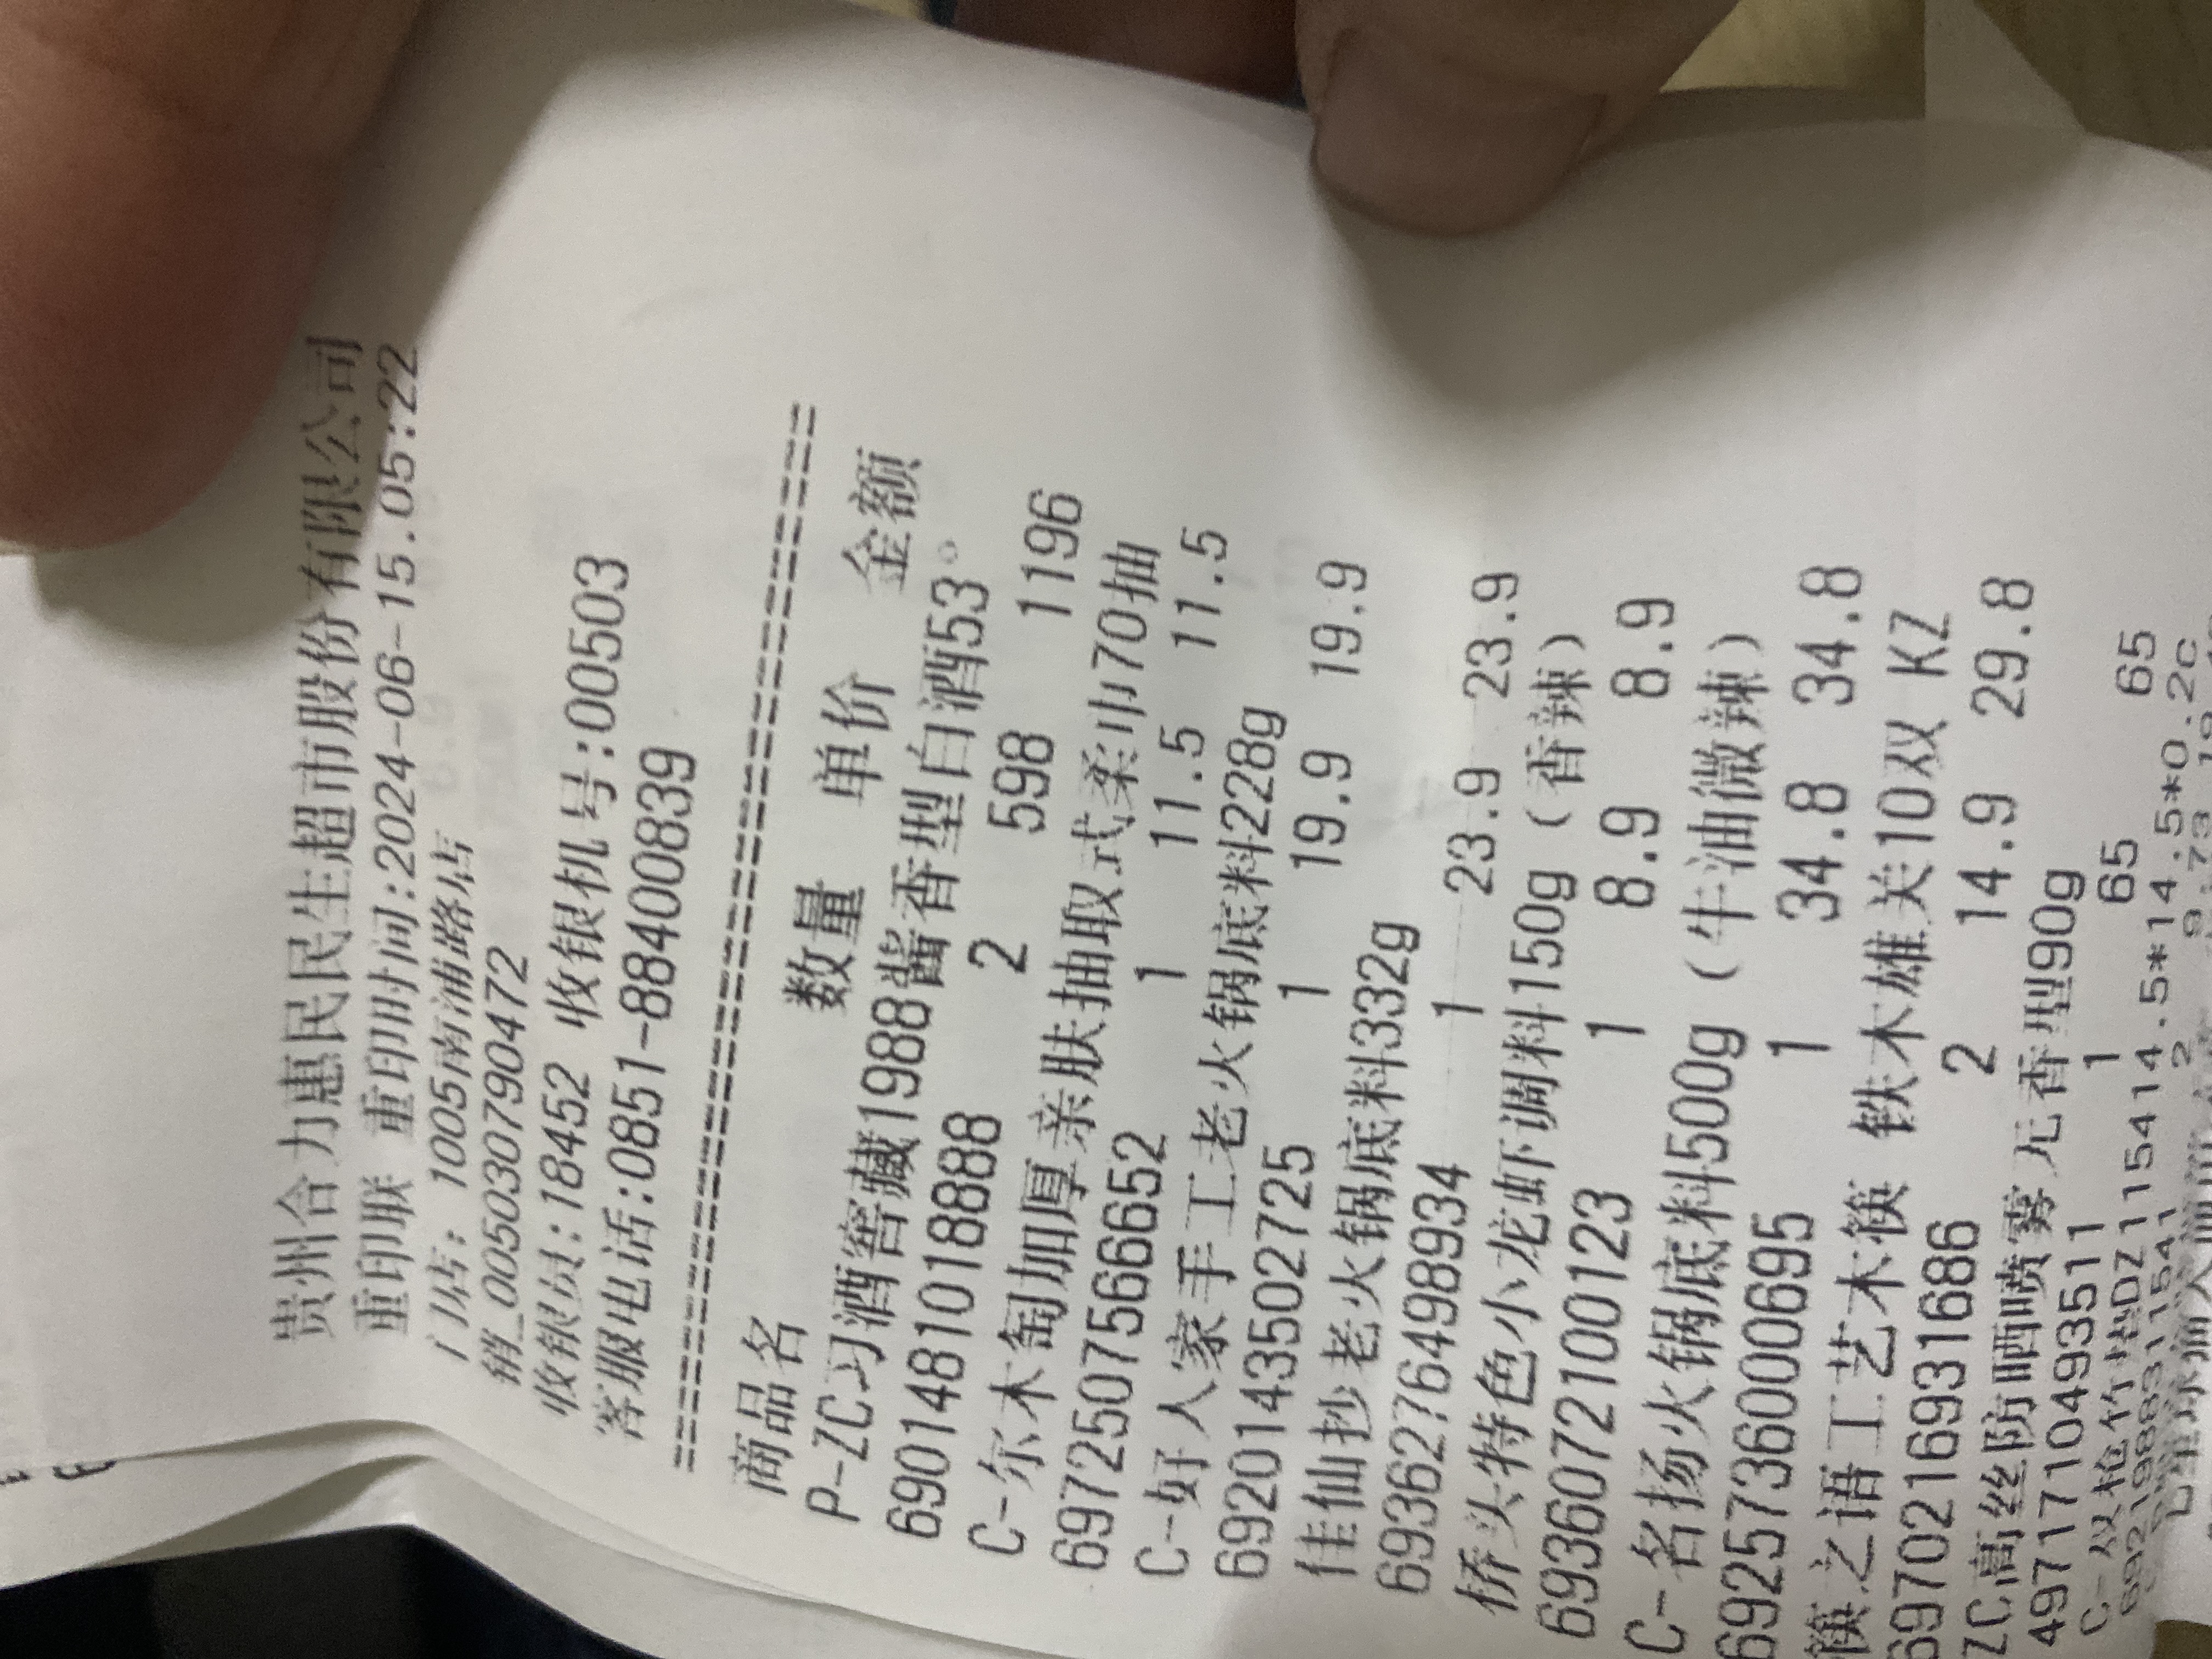 贵州合力惠民民生超市股份有限公司
重印联 重印时间:2024-06-15.05:22
门店: 1005南浦路店
销_005030790472
收银员:18452 收银机号:00503
客服电话:0851-88400839
商品名 数量 单价 金额
P-ZC习酒窖藏1988酱香型白酒53°
6901481018888 2 598 1196
C-尔木萄加厚亲肤抽取式柔巾70抽
6972507566652 1 11.5 11.5
C-好人家手工老火锅底料228g
6920143502725 1 19.9 19.9
佳仙抄老火锅底料332g
6936276498934 1 23.9 23.9
侨头特色小龙虾调料150g (香辣)
6936072100123 1 8.9 8.9
C-名扬火锅底料500g (牛油微辣)
6925736000695 1 34.8 34.8
筷之语工艺木筷 铁木雄关10双 KZ
6970216931686 2 14.9 29.8
ZC高丝防晒喷雾无香型90g
4971710493511 1 65 65